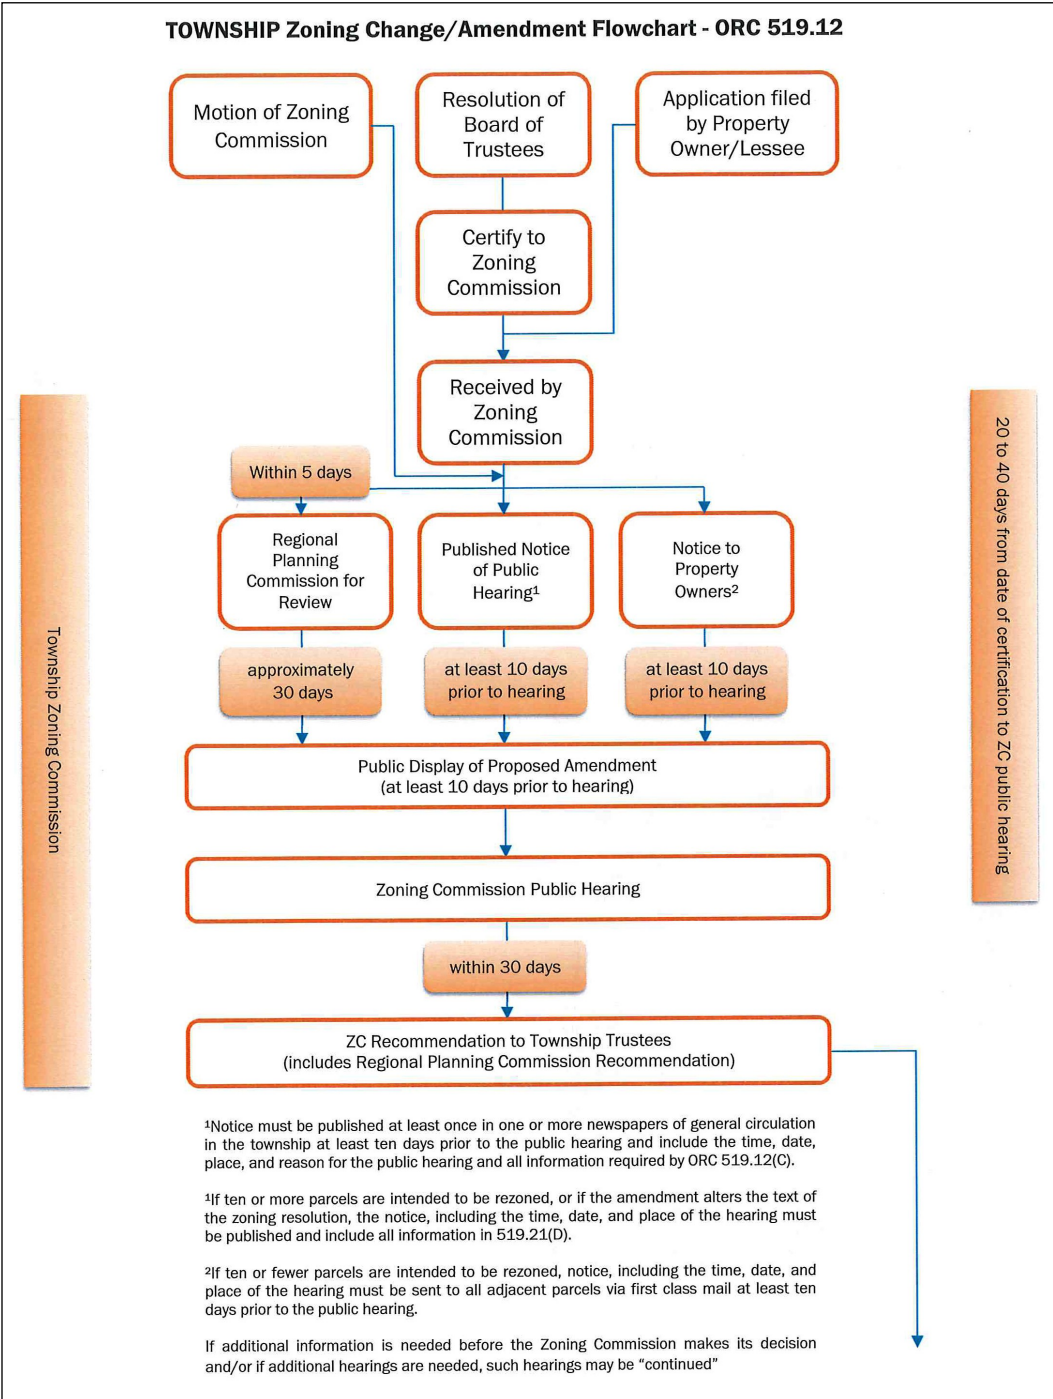 TOWNSHIP Zoning Change/Amendment Flowchart - ORC 519.12
Motion of Zoning
Commission
Resolution of
Board of
Trustees
Application filed
by Property
Owner/Lessee
Certify to
Zoning
Commission
Received by
Zoning
Commission
Within 5 days
Regional
Planning
Commission for
Review
Published Notice
of Public
Hearing¹
Notice to
Property
Owners²
approximately
30 days
at least 10 days
prior to hearing
at least 10 days
prior to hearing
Public Display of Proposed Amendment
(at least 10 days prior to hearing)
Zoning Commission Public Hearing
within 30 days
ZC Recommendation to Township Trustees
(includes Regional Planning Commission Recommendation)
Township Zoning Commission
20 to 40 days from date of certification to ZC public hearing
¹Notice must be published at least once in one or more newspapers of general circulation
in the township at least ten days prior to the public hearing and include the time, date,
place, and reason for the public hearing and all information required by ORC 519.12(C).
¹If ten or more parcels are intended to be rezoned, or if the amendment alters the text of
the zoning resolution, the notice, including the time, date, and place of the hearing must
be published and include all information in 519.21(D).
²If ten or fewer parcels are intended to be rezoned, notice, including the time, date, and
place of the hearing must be sent to all adjacent parcels via first class mail at least ten
days prior to the public hearing.
If additional information is needed before the Zoning Commission makes its decision
and/or if additional hearings are needed, such hearings may be “continued”